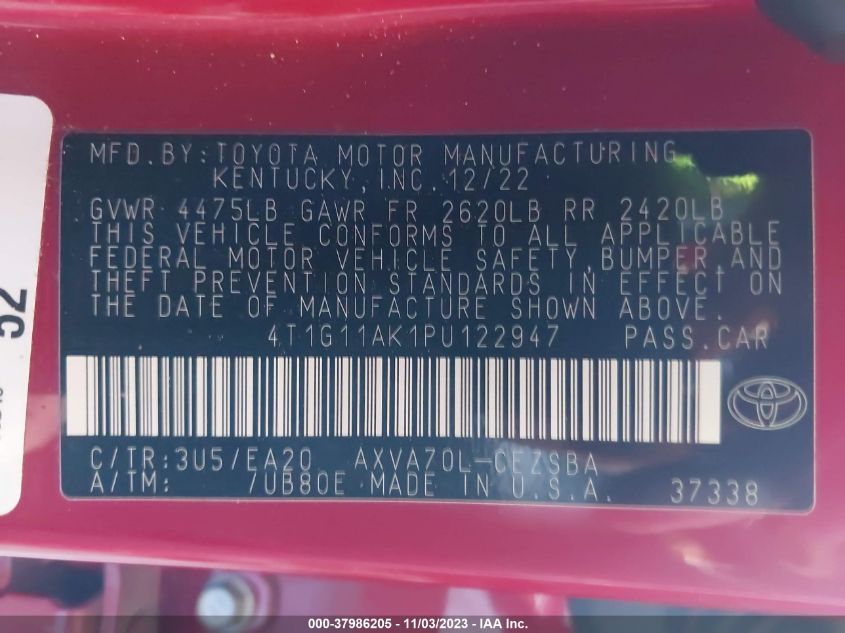 MFD.BY:TOYOTA MOTOR MANUFACTURING
KENTUCKY,INC.12/22
GVWR 4475LB GAWR FR 2620LB RR 2420LB
THIS VEHICLE CONFORMS TO ALL APPLICABLE
FEDERAL MOTOR VEHICLE SAFETY,BUMPER AND
THEFT PREVENTION STANDARDS IN EFFECT ON
THE DATE OF MANUFACTURE SHOWN ABOVE.
4T1G11AK1PU122947 PASS.CAR
C/TR:3U5/EA20 AXVA70L-CEZSBA
A/TM: 7UB80E MADE IN U.S.A. 37338
52
000-37986205 - 11/03/2023 - IAA Inc.